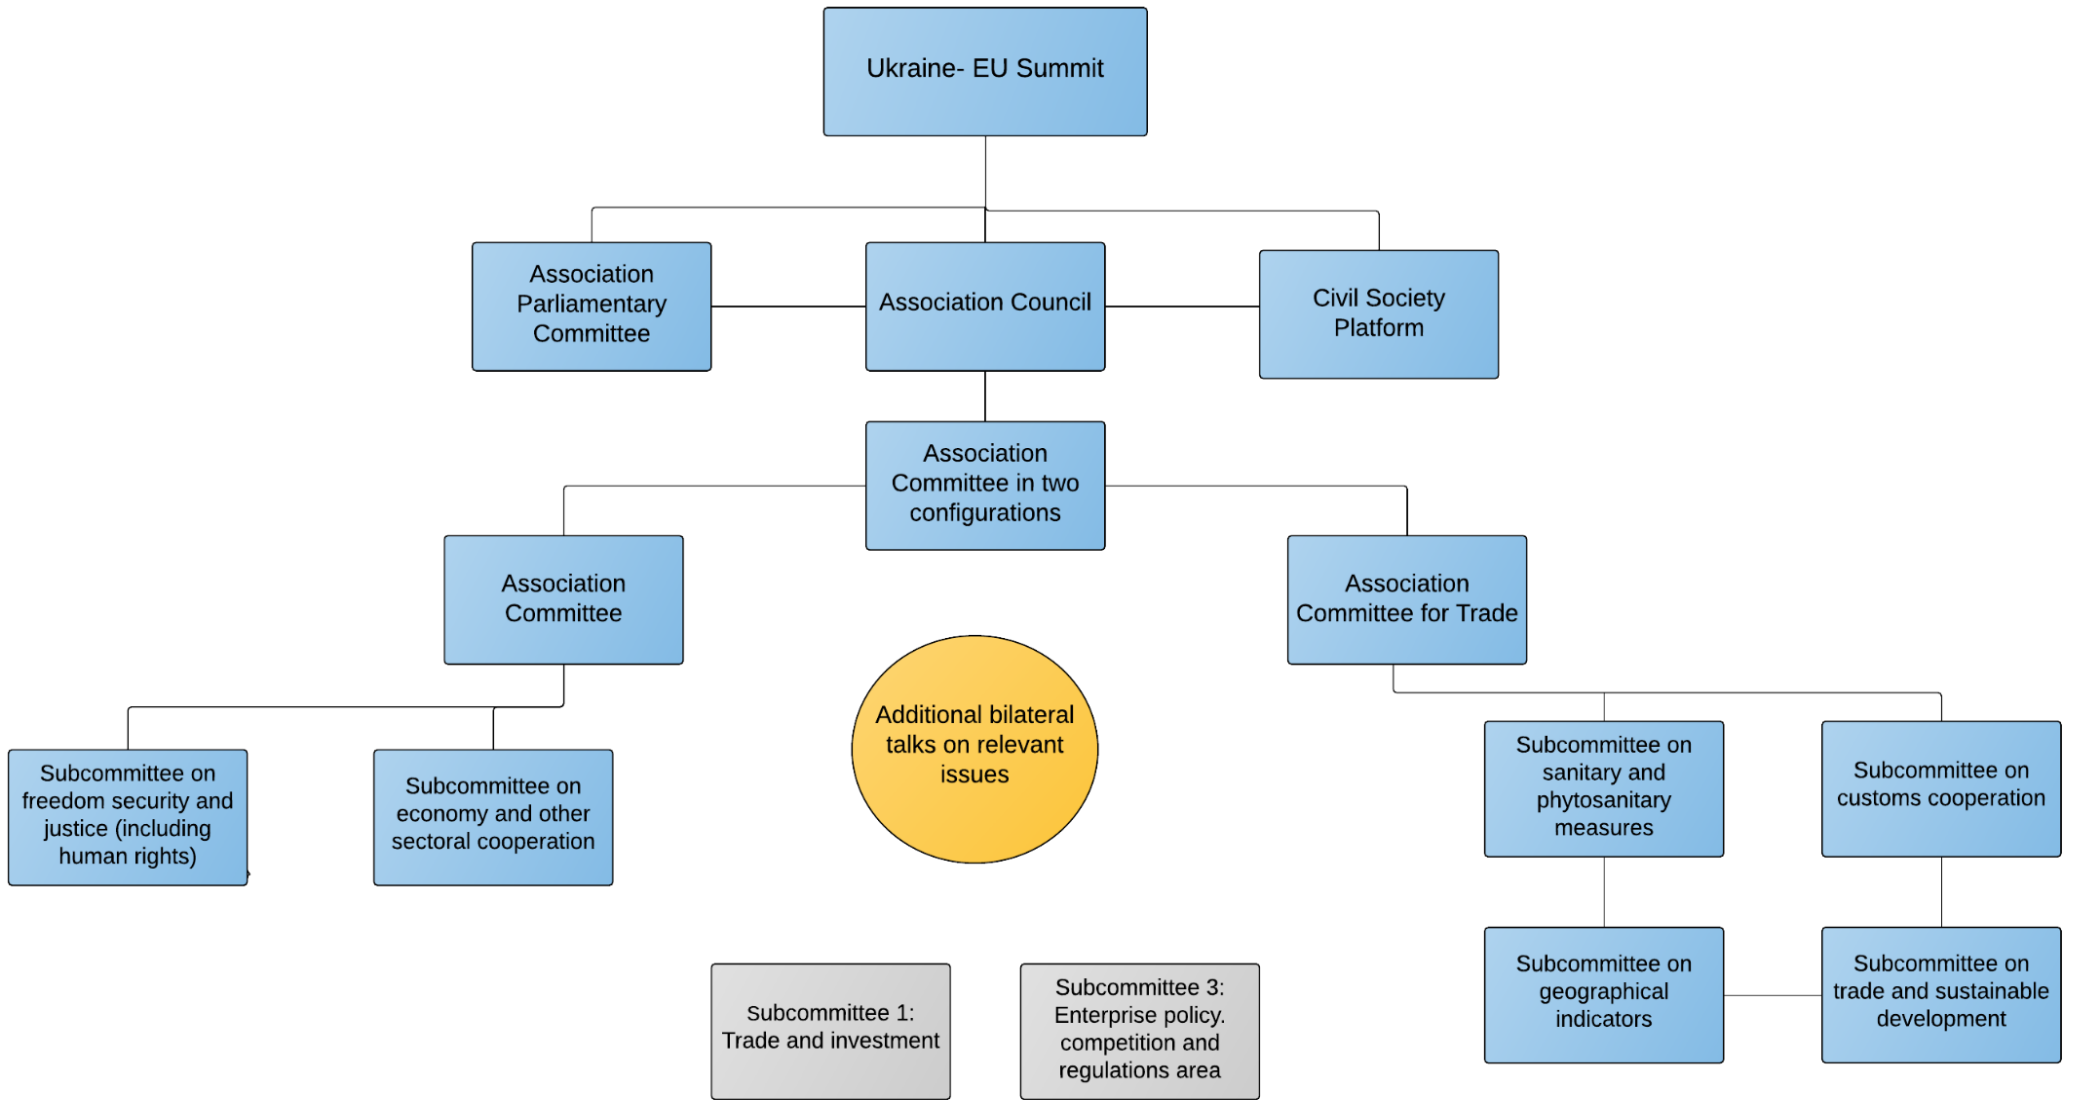 Ukraine- EU Summit
Association
Parliamentary
Committee
Association Council
Civil Society
Platform
Association
Committee in two
configurations
Association
Committee
Association
Committee for Trade
Additional bilateral
talks on relevant
issues
Subcommittee on
freedom security and
justice (including
human rights)
Subcommittee on
economy and other
sectoral cooperation
Subcommittee on
sanitary and
phytosanitary
measures
Subcommittee on
customs cooperation
Subcommittee 1:
Trade and investment
Subcommittee 3:
Enterprise policy.
competition and
regulations area
Subcommittee on
geographical
indicators
Subcommittee on
trade and sustainable
development